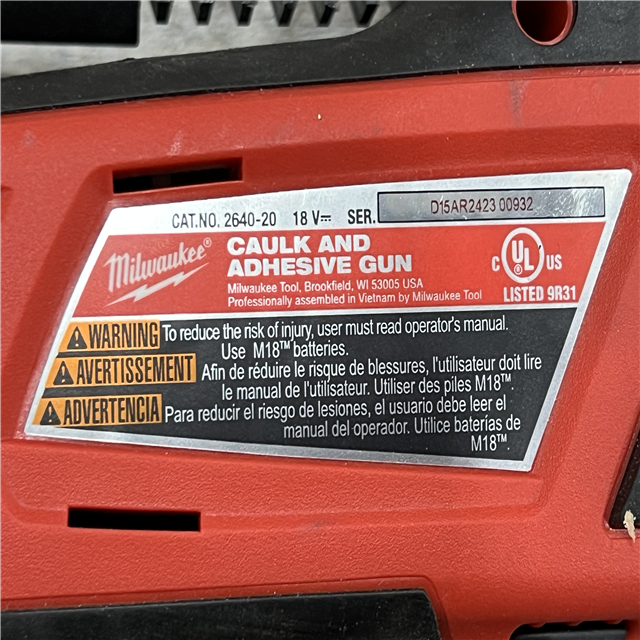 CAT.NO. 2640-20 18 V⎓ SER. D15AR2423 00932
Milwaukee®
CAULK AND
ADHESIVE GUN
Milwaukee Tool, Brookfield, WI 53005 USA
Professionally assembled in Vietnam by Milwaukee Tool
C UL US
LISTED 9R31
WARNING To reduce the risk of injury, user must read operator's manual.
Use M18™ batteries.
AVERTISSEMENT Afin de réduire le risque de blessures, l'utilisateur doit lire
le manual de l'utilisateur. Utiliser des piles M18™.
ADVERTENCIA Para reducir el riesgo de lesiones, el usuario debe leer el
manual del operador. Utilice baterías de
M18™.